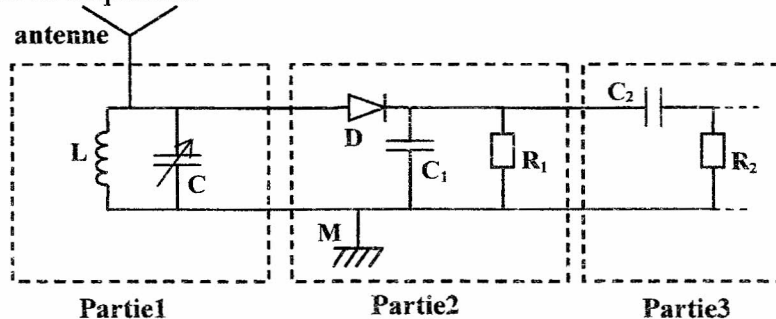 antenne
L
C
D
C₁
R₁
C₂
R₂
M
Partie1
Partie2
Partie3